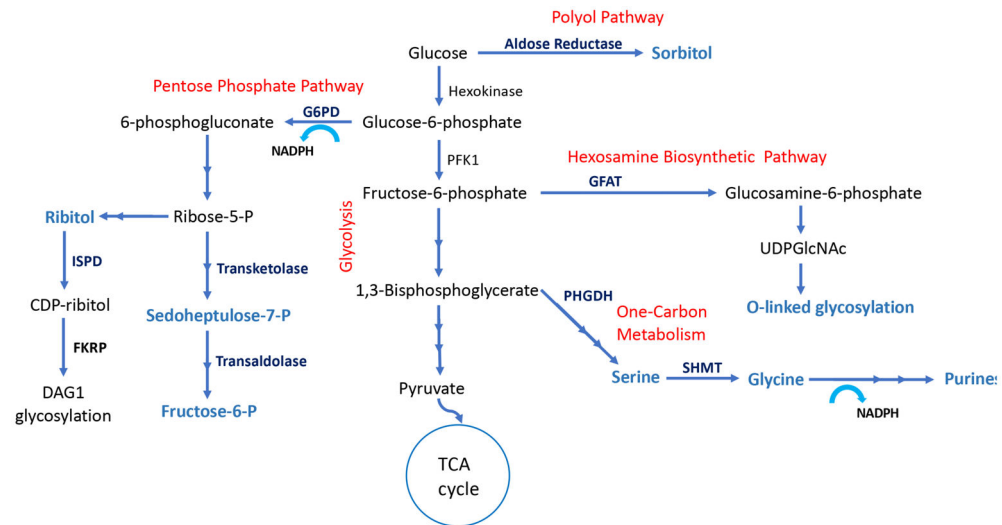 Polyol Pathway
Glucose
Aldose Reductase
Sorbitol
Hexokinase
Pentose Phosphate Pathway
6-phosphogluconate
G6PD
NADPH
Glucose-6-phosphate
PFK1
Hexosamine Biosynthetic Pathway
Fructose-6-phosphate
GFAT
Glucosamine-6-phosphate
Ribitol
Ribose-5-P
Glycolysis
UDPGlcNAc
ISPD
Transketolase
CDP-ribitol
Sedoheptulose-7-P
1,3-Bisphosphoglycerate
PHGDH
One-Carbon
Metabolism
O-linked glycosylation
FKRP
Transaldolase
Serine
SHMT
Glycine
NADPH
Purines
DAG1
glycosylation
Fructose-6-P
Pyruvate
TCA
cycle